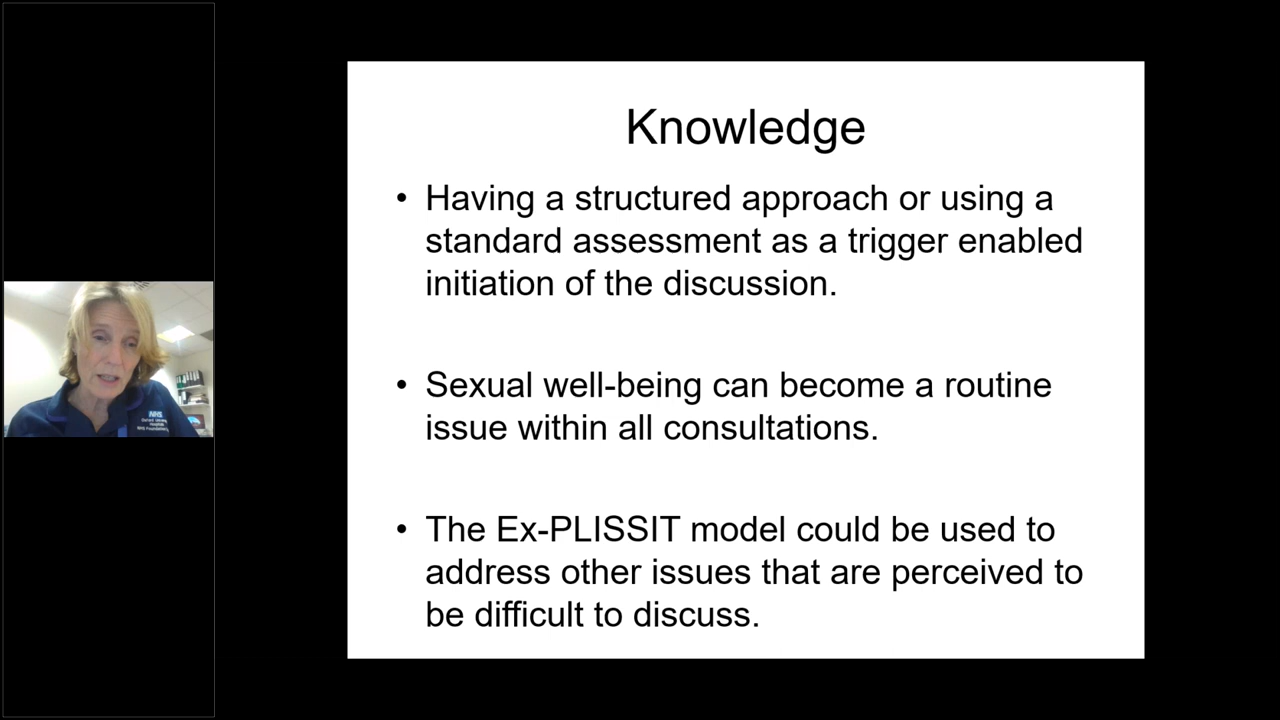 Knowledge
• Having a structured approach or using a
standard assessment as a trigger enabled
initiation of the discussion.
• Sexual well-being can become a routine
issue within all consultations.
• The Ex-PLISSIT model could be used to
address other issues that are perceived to
be difficult to discuss.
NHS